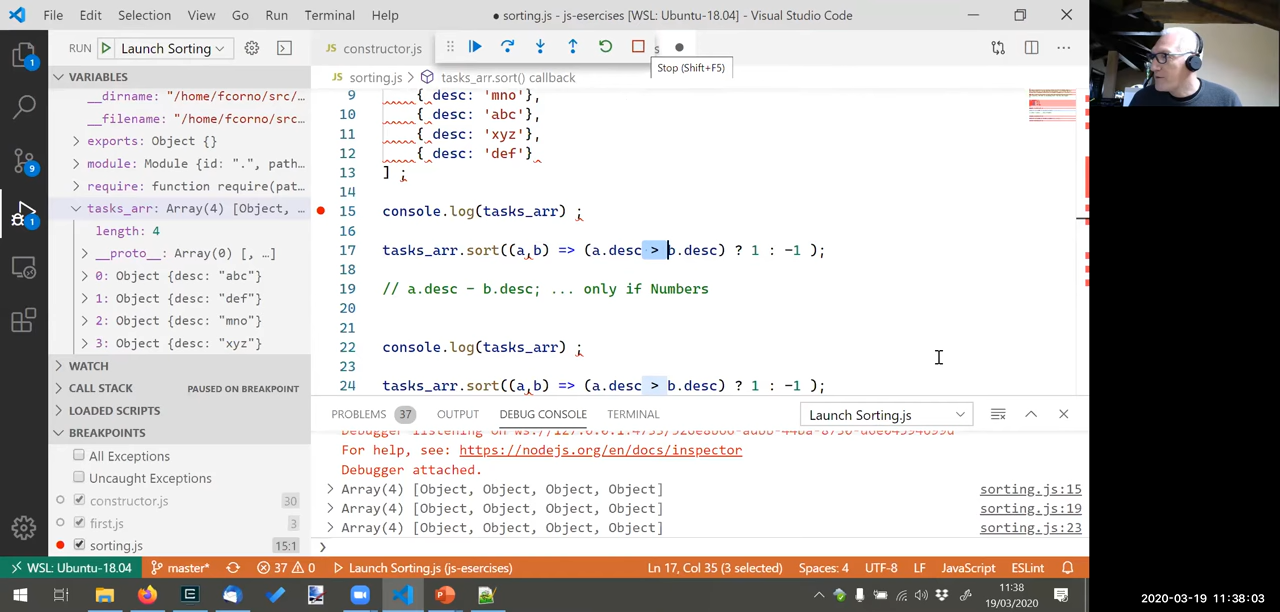 File Edit Selection View Go Run Terminal Help ● sorting.js - js-esercises [WSL: Ubuntu-18.04] - Visual Studio Code
RUN Launch Sorting JS constructor.js s
Stop (Shift+F5)
VARIABLES
JS sorting.js > tasks_arr.sort() callback
__dirname: "/home/fcorno/src/...
__filename: "/home/fcorno/src...
exports: Object {}
module: Module {id: ".", path...
require: function require(pat...
tasks_arr: Array(4) [Object, ...
length: 4
__proto__: Array(0) [, ...]
0: Object {desc: "abc"}
1: Object {desc: "def"}
2: Object {desc: "mno"}
3: Object {desc: "xyz"}
WATCH
CALL STACK PAUSED ON BREAKPOINT
LOADED SCRIPTS
BREAKPOINTS
All Exceptions
Uncaught Exceptions
constructor.js 30
first.js 3
sorting.js 15:1
9 { desc: 'mno'},
10 { desc: 'abc'},
11 { desc: 'xyz'},
12 { desc: 'def'}
13 ] ;
14
15 console.log(tasks_arr) ;
16
17 tasks_arr.sort((a,b) => (a.desc > b.desc) ? 1 : -1 );
18
19 // a.desc - b.desc; ... only if Numbers
20
21
22 console.log(tasks_arr) ;
23
24 tasks_arr.sort((a,b) => (a.desc > b.desc) ? 1 : -1 );
PROBLEMS 37 OUTPUT DEBUG CONSOLE TERMINAL Launch Sorting.js
For help, see: https://nodejs.org/en/docs/inspector
Debugger attached.
Array(4) [Object, Object, Object, Object] sorting.js:15
Array(4) [Object, Object, Object, Object] sorting.js:19
Array(4) [Object, Object, Object, Object] sorting.js:23
WSL: Ubuntu-18.04 master* 37 0 Launch Sorting.js (js-esercises) Ln 17, Col 35 (3 selected) Spaces: 4 UTF-8 LF JavaScript ESLint
11:38
19/03/2020
2020-03-19 11:38:03